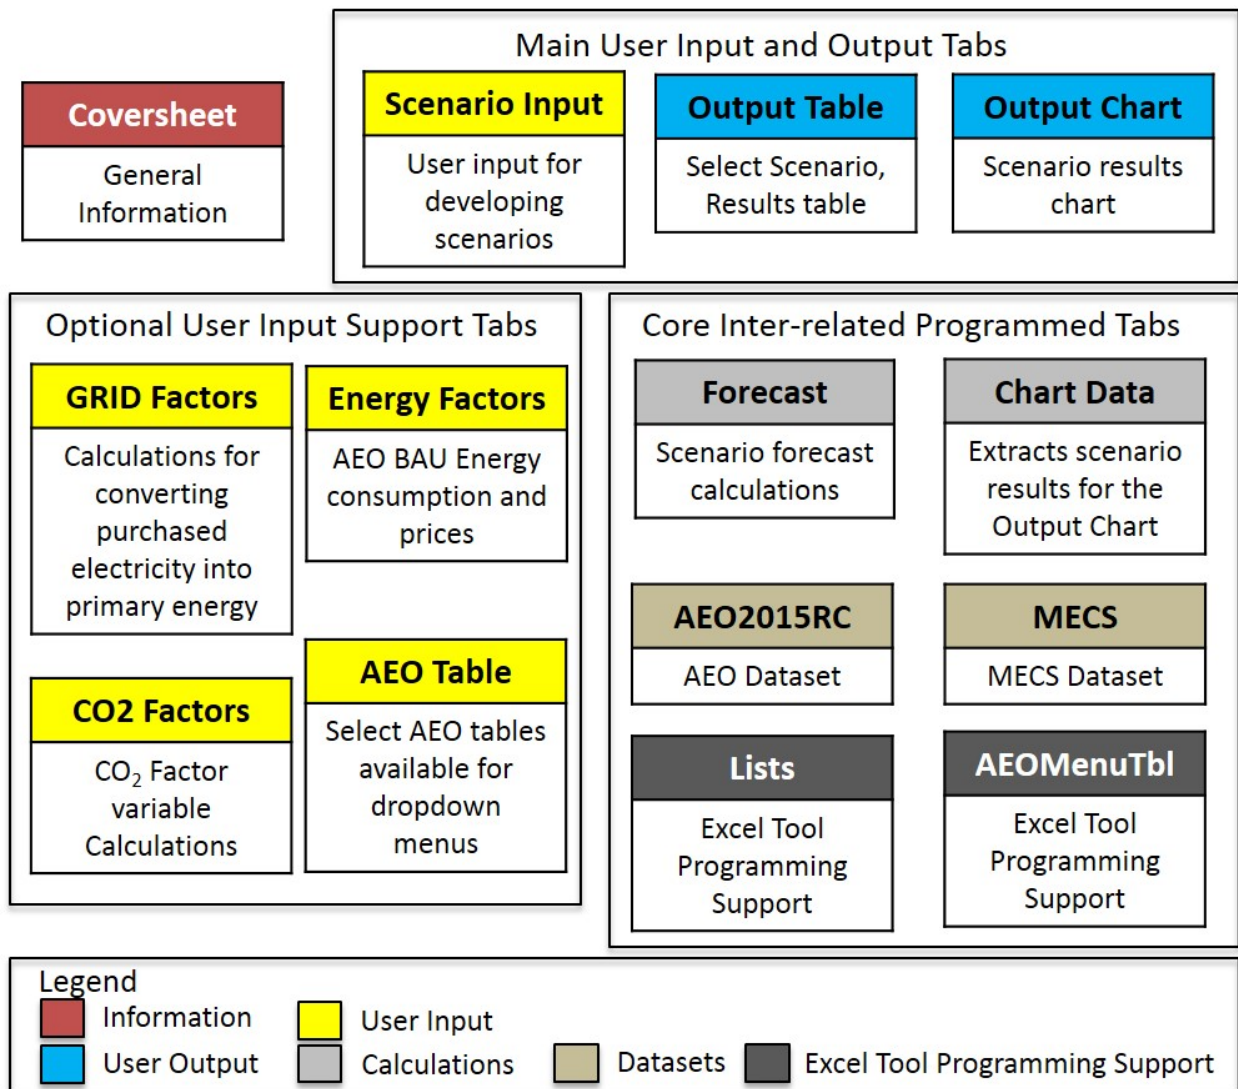 Main User Input and Output Tabs
Coversheet
General
Information
Scenario Input
User input for
developing
scenarios
Output Table
Select Scenario,
Results table
Output Chart
Scenario results
chart
Optional User Input Support Tabs
GRID Factors
Calculations for
converting
purchased
electricity into
primary energy
Energy Factors
AEO BAU Energy
consumption and
prices
CO2 Factors
CO₂ Factor
variable
Calculations
AEO Table
Select AEO tables
available for
dropdown
menus
Core Inter-related Programmed Tabs
Forecast
Scenario forecast
calculations
Chart Data
Extracts scenario
results for the
Output Chart
AEO2015RC
AEO Dataset
MECS
MECS Dataset
Lists
Excel Tool
Programming
Support
AEOMenuTbl
Excel Tool
Programming
Support
Legend
Information
User Input
User Output
Calculations
Datasets
Excel Tool Programming Support